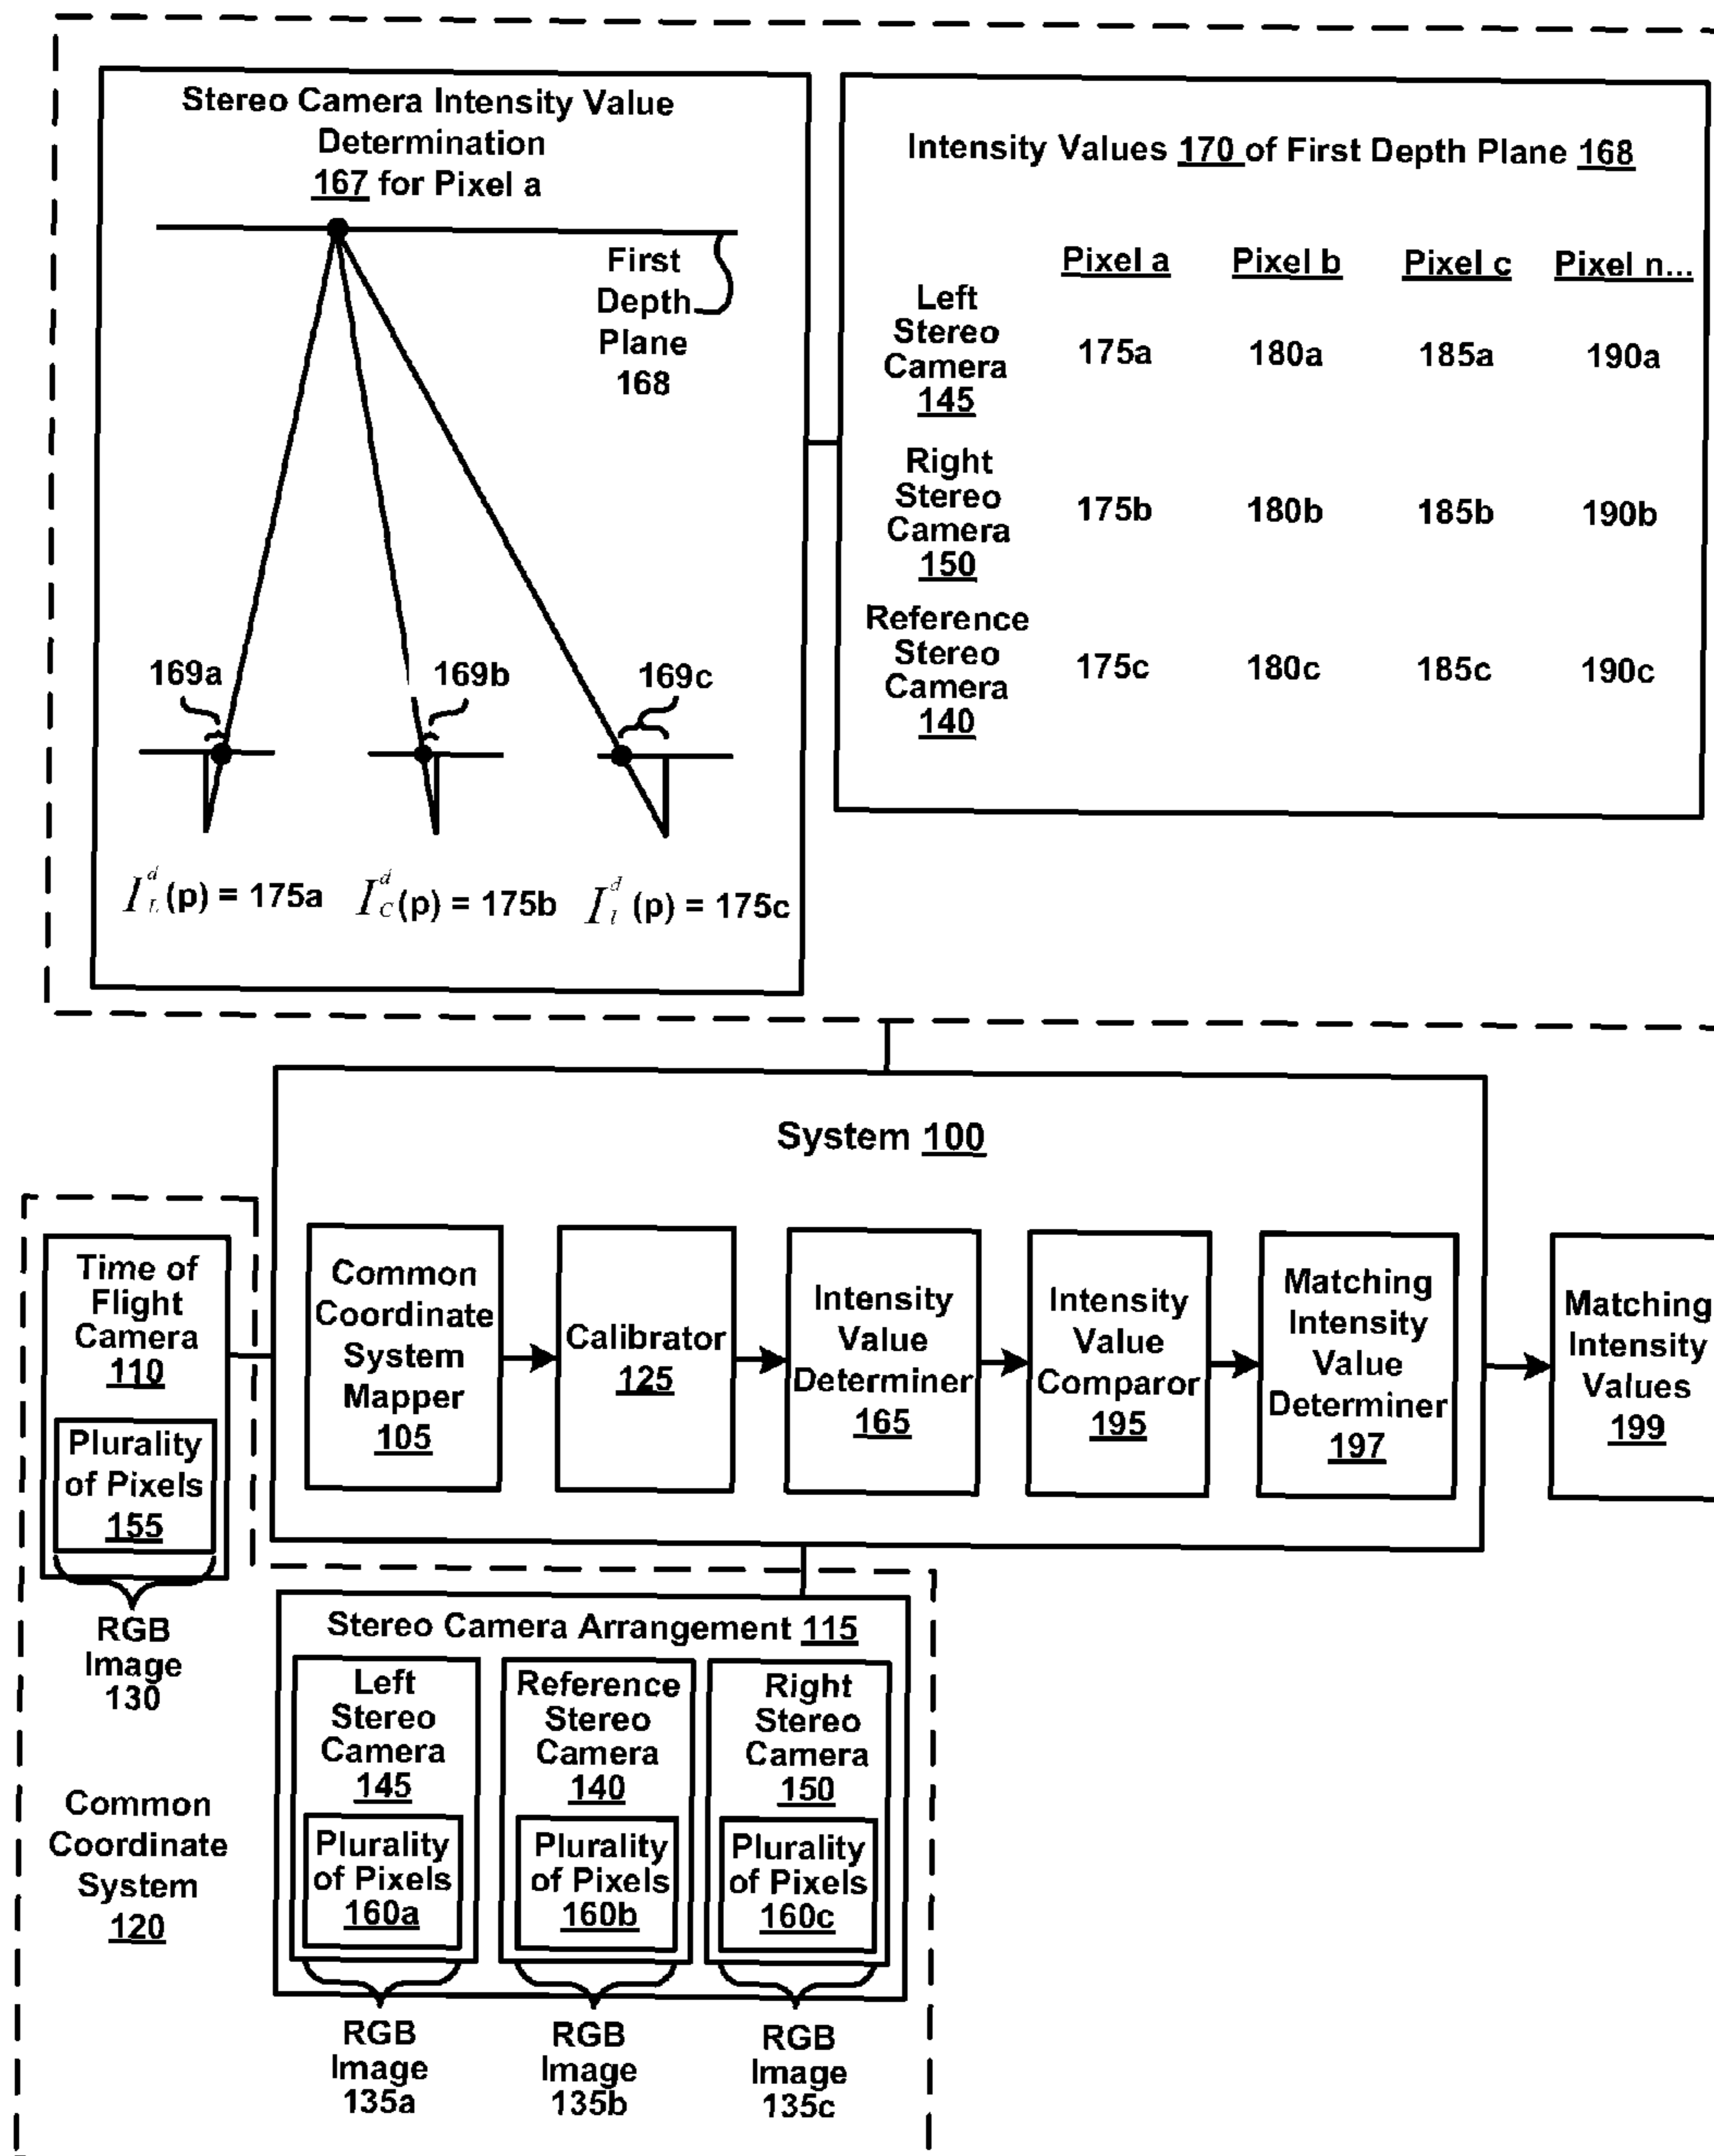 Stereo Camera Intensity Value
Determination
167 for Pixel a
First
Depth
Plane
168
169a
169b
169c
I_L^d(p) = 175a
I_C^d(p) = 175b
I_l^d (p) = 175c
Intensity Values 170 of First Depth Plane 168
Pixel a Pixel b Pixel c Pixel n...
Left
Stereo
Camera
145
175a 180a 185a 190a
Right
Stereo
Camera
150
175b 180b 185b 190b
Reference
Stereo
Camera
140
175c 180c 185c 190c
System 100
Time of
Flight
Camera
110
Plurality
of Pixels
155
RGB
Image
130
Common
Coordinate
System
Mapper
105
Calibrator
125
Intensity
Value
Determiner
165
Intensity
Value
Comparor
195
Matching
Intensity
Value
Determiner
197
Matching
Intensity
Values
199
Common
Coordinate
System
120
Stereo Camera Arrangement 115
Left
Stereo
Camera
145
Plurality
of Pixels
160a
RGB
Image
135a
Reference
Stereo
Camera
140
Plurality
of Pixels
160b
RGB
Image
135b
Right
Stereo
Camera
150
Plurality
of Pixels
160c
RGB
Image
135c